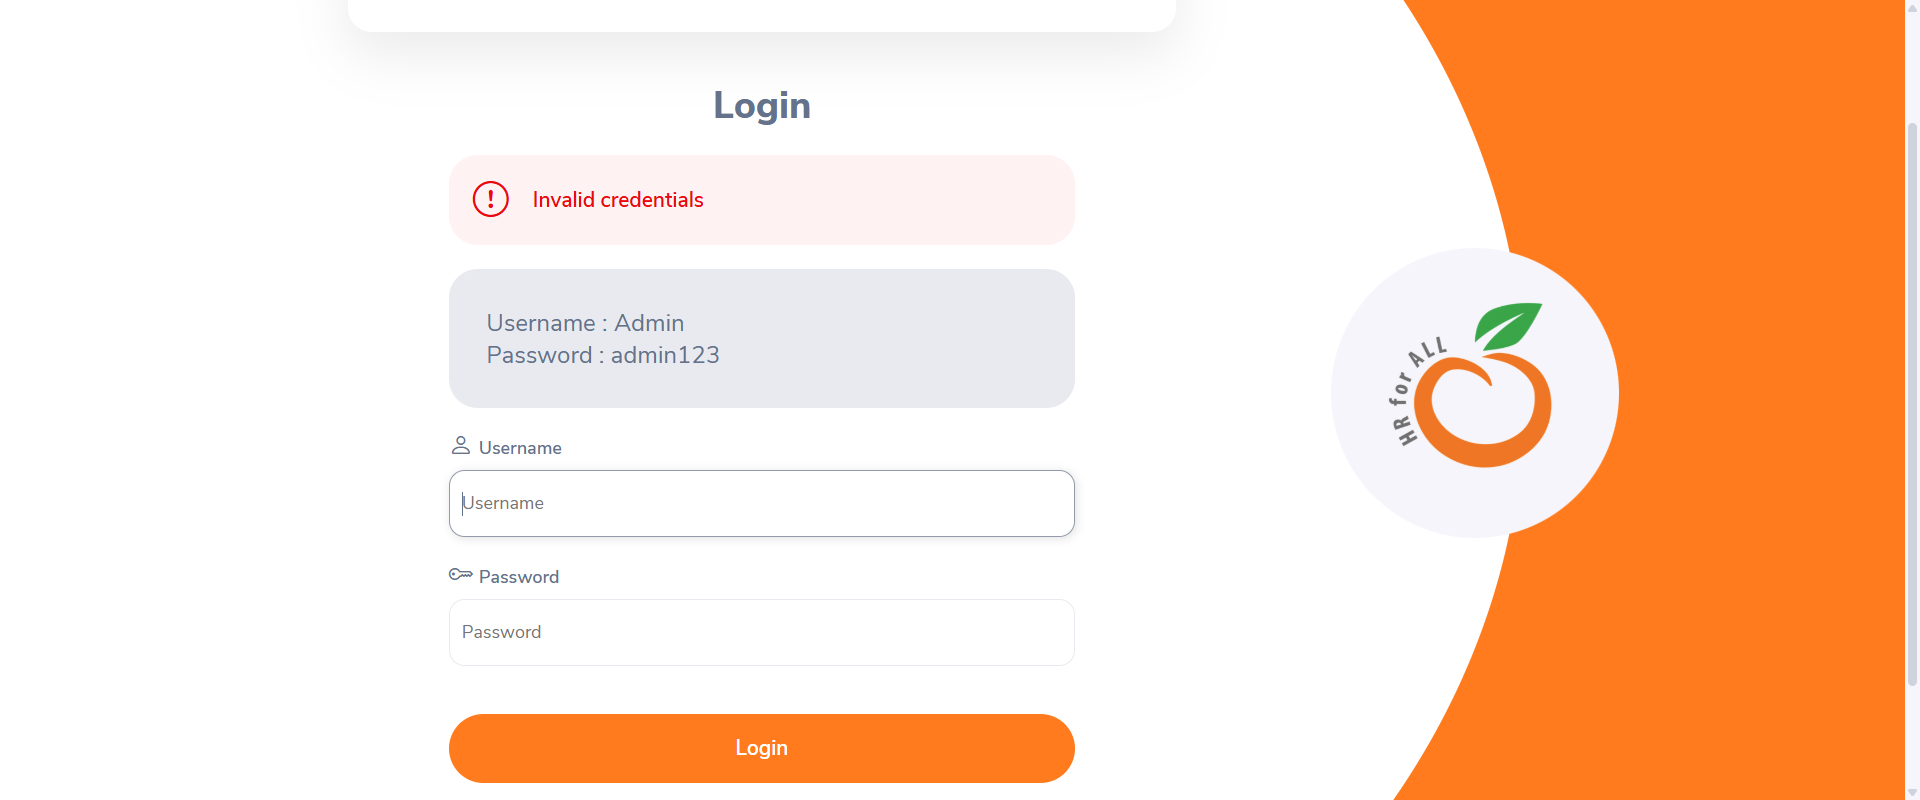 Login
Invalid credentials
Username : Admin
Password : admin123
Username
Username
Password
Password
Login
HR for ALL